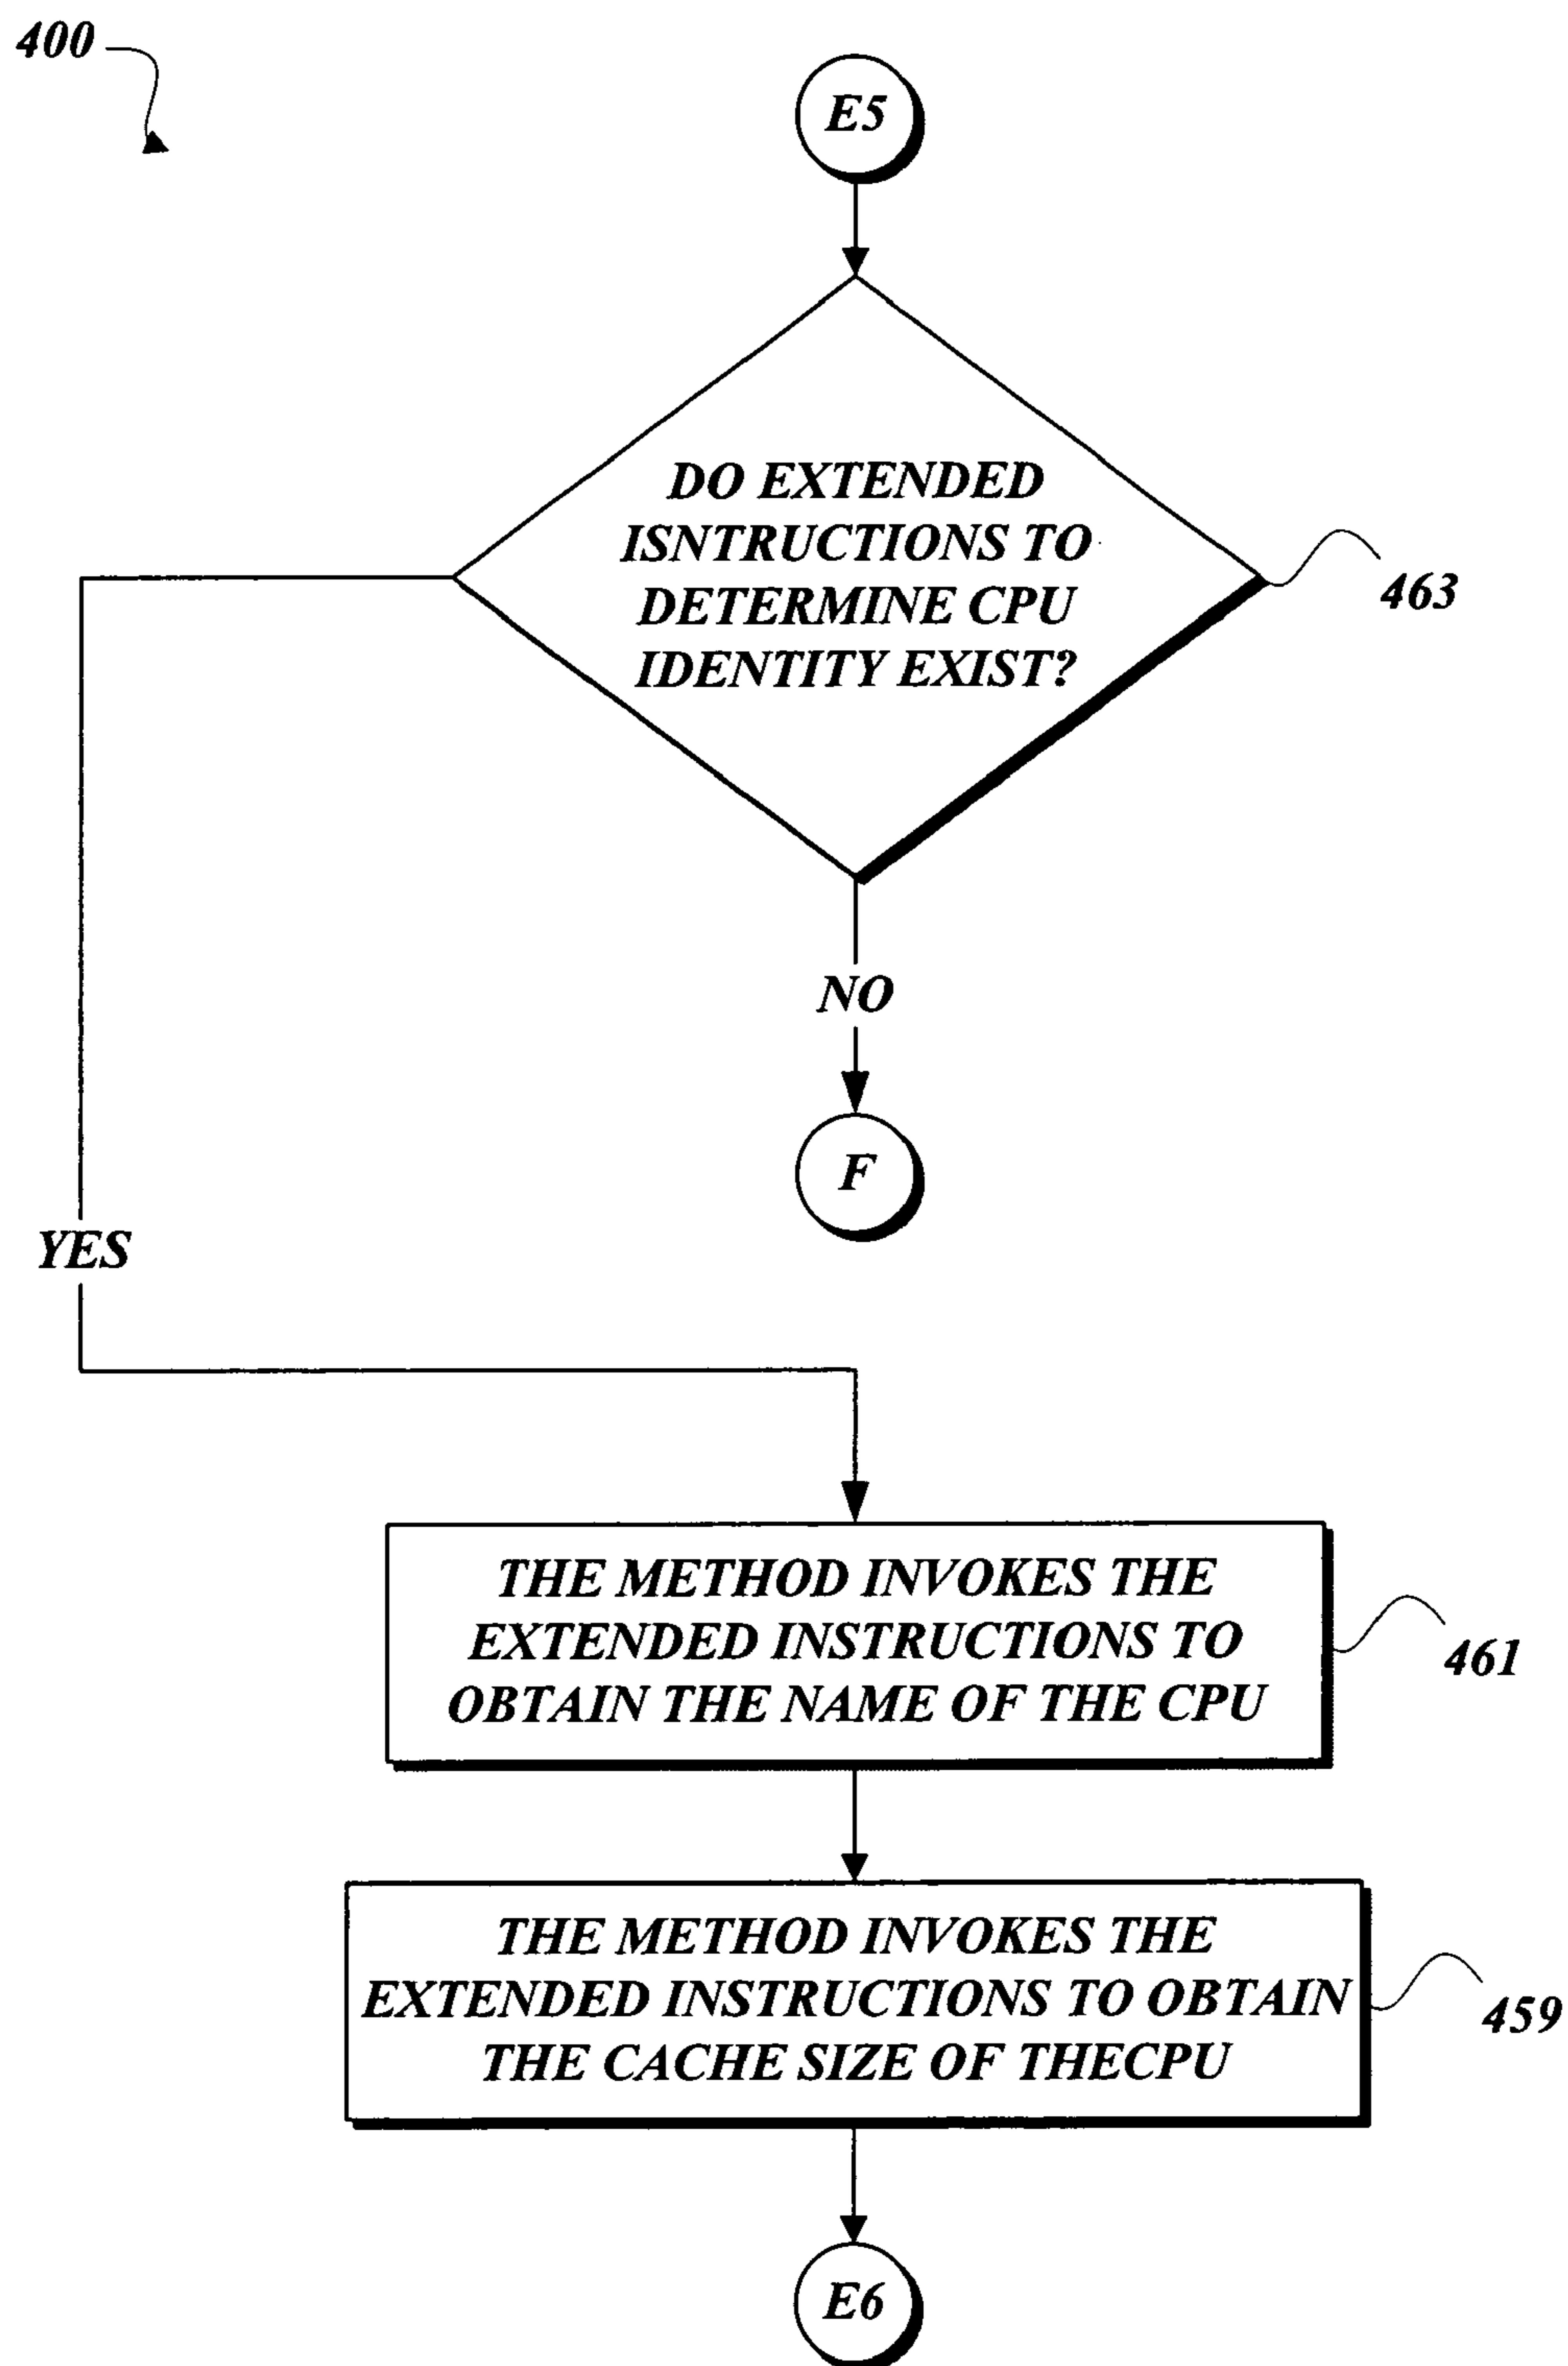 400
E5
DO EXTENDED
ISNTRUCTIONS TO
DETERMINE CPU
IDENTITY EXIST?
463
NO
F
YES
THE METHOD INVOKES THE
EXTENDED INSTRUCTIONS TO
OBTAIN THE NAME OF THE CPU
461
THE METHOD INVOKES THE
EXTENDED INSTRUCTIONS TO OBTAIN
THE CACHE SIZE OF THECPU
459
E6